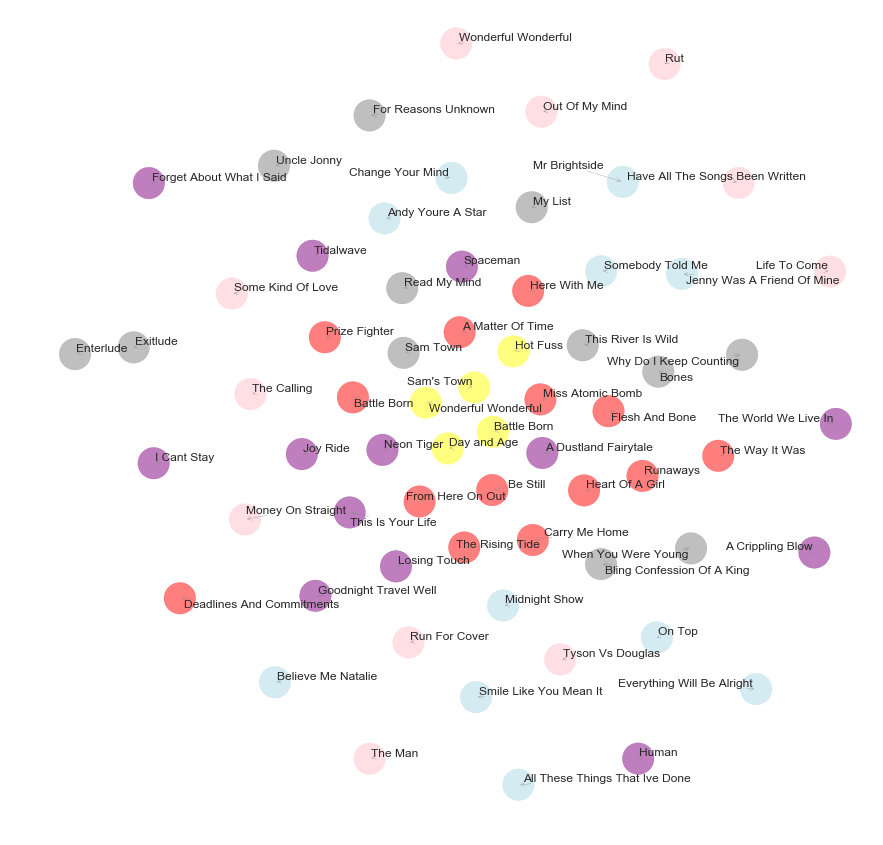 Wonderful Wonderful
Rut
Out Of My Mind
For Reasons Unknown
Uncle Jonny
Mr Brightside
Change Your Mind
Forget About What I Said
Have All The Songs Been Written
My List
Andy Youre A Star
Tidalwave
Spaceman
Somebody Told Me
Life To Come
Read My Mind
Jenny Was A Friend Of Mine
Here With Me
Some Kind Of Love
A Matter Of Time
Prize Fighter
This River Is Wild
Exitlude
Hot Fuss
Enterlude
Sam Town
Why Do I Keep Counting
Bones
Sam's Town
The Calling
Miss Atomic Bomb
Battle Born
Wonderful Wonderful
Flesh And Bone
The World We Live In
Battle Born
Neon Tiger
Day and Age
A Dustland Fairytale
Joy Ride
The Way It Was
I Cant Stay
Runaways
Be Still
Heart Of A Girl
From Here On Out
Money On Straight
This Is Your Life
Carry Me Home
The Rising Tide
A Crippling Blow
When You Were Young
Losing Touch
Bling Confession Of A King
Goodnight Travel Well
Midnight Show
Deadlines And Commitments
On Top
Run For Cover
Tyson Vs Douglas
Believe Me Natalie
Everything Will Be Alright
Smile Like You Mean It
The Man
Human
All These Things That Ive Done